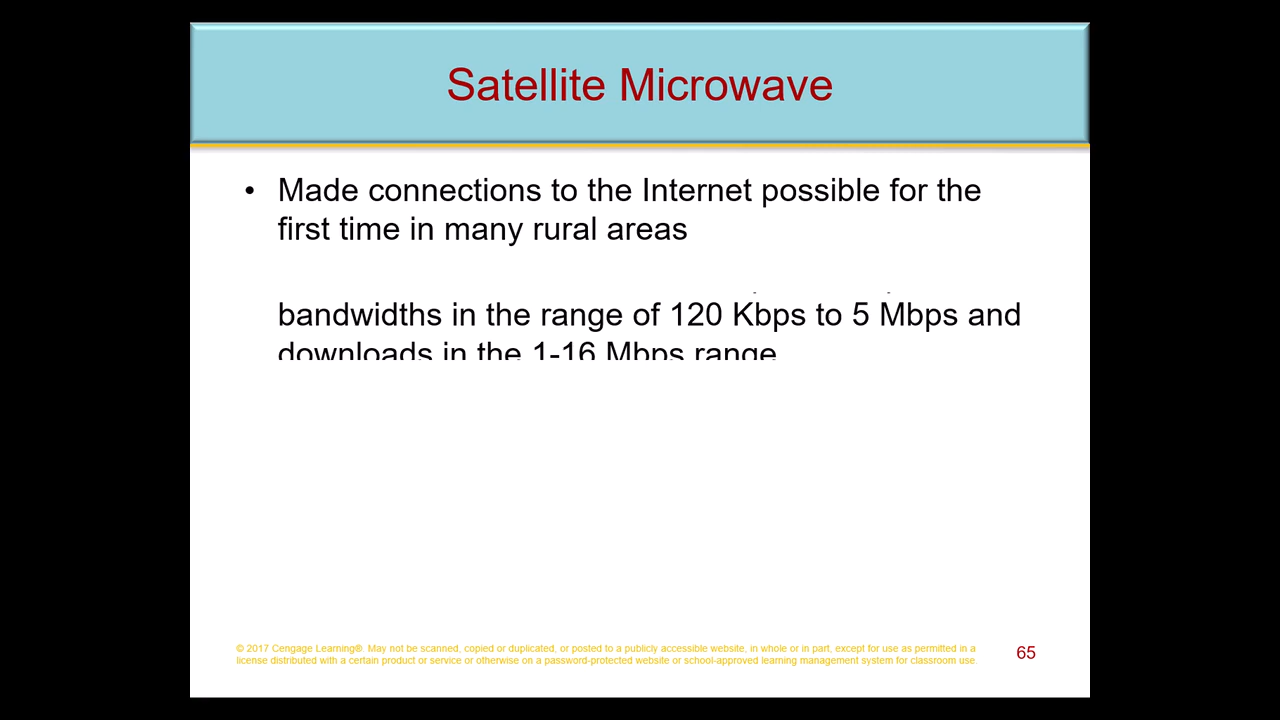 Satellite Microwave
• Made connections to the Internet possible for the
first time in many rural areas
bandwidths in the range of 120 Kbps to 5 Mbps and
downloads in the 1-16 Mbps range
© 2017 Cengage Learning®. May not be scanned, copied or duplicated, or posted to a publicly accessible website, in whole or in part, except for use as permitted in a
license distributed with a certain product or service or otherwise on a password-protected website or school-approved learning management system for classroom use.
65